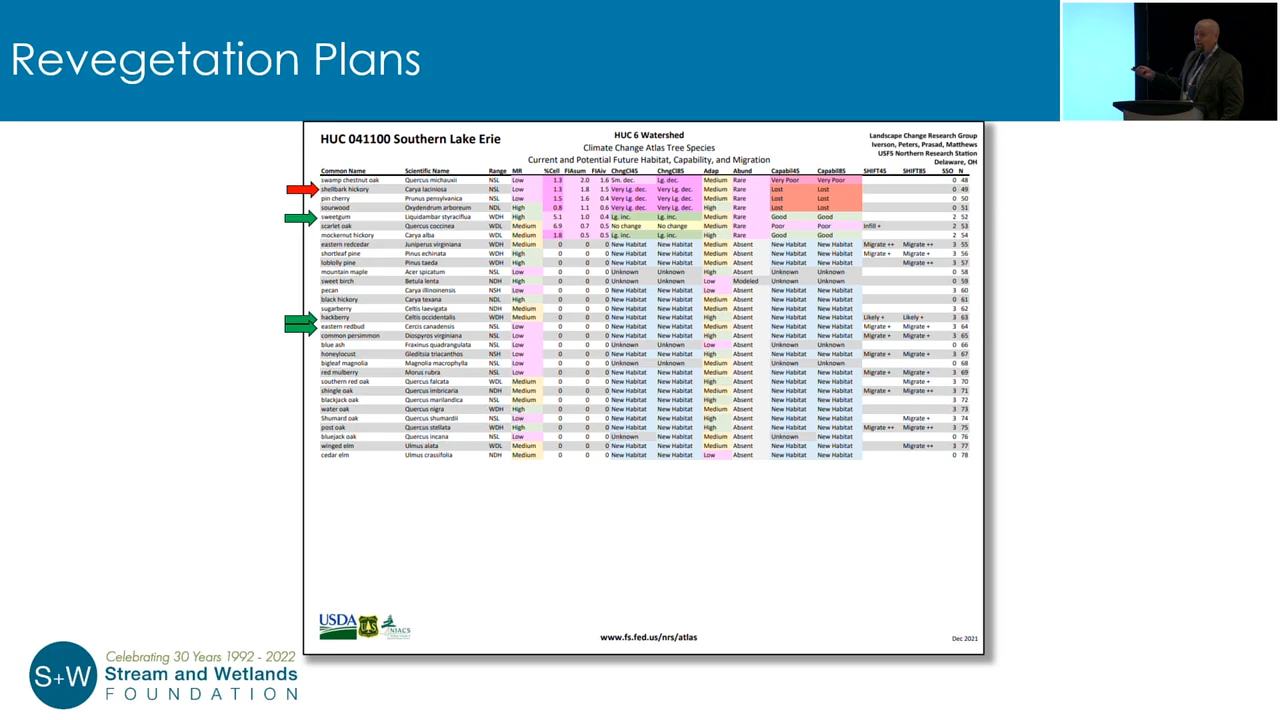 Revegetation Plans
HUC 041100 Southern Lake Erie
HUC 6 Watershed
Climate Change Atlas Tree Species
Current and Potential Future Habitat, Capability, and Migration
Landscape Change Research Group
Iverson, Peters, Prasad, Matthews
USFS Northern Research Station
Delaware, OH
Common Name Scientific Name Range MR %Cell FIAsum FIAiv ChngCl45 ChngCl85 Adap Abund Capabil45 Capabil85 SHIFT45 SHIFT85 SSO N
swamp chestnut oak Quercus michauxii NSL Low 1.3 2.0 1.6 Sm. dec. Lg. dec. Medium Rare Very Poor Very Poor 0 48
shellbark hickory Carya laciniosa NSL Low 1.3 1.8 1.5 Very Lg. dec. Very Lg. dec. Medium Rare Lost Lost 0 49
pin cherry Prunus pensylvanica NSL Low 1.5 1.6 0.4 Very Lg. dec. Very Lg. dec. Medium Rare Lost Lost 0 50
sourwood Oxydendrum arboreum NDL High 0.8 1.1 0.6 Very Lg. dec. Very Lg. dec. High Rare Lost Lost 0 51
sweetgum Liquidambar styraciflua WDH High 5.1 1.0 0.4 Lg. inc. Lg. inc. Medium Rare Good Good 2 52
scarlet oak Quercus coccinea WDL Medium 6.9 0.7 0.5 No change No change Medium Rare Poor Poor Infill + 2 53
mockernut hickory Carya alba WDL Medium 1.8 0.5 0.5 Lg. inc. Lg. inc. High Rare Good Good 2 54
eastern redcedar Juniperus virginiana WDH Medium 0 0 0 New Habitat New Habitat Medium Absent New Habitat New Habitat Migrate ++ Migrate ++ 3 55
shortleaf pine Pinus echinata WDH High 0 0 0 New Habitat New Habitat Medium Absent New Habitat New Habitat Migrate + Migrate ++ 3 56
loblolly pine Pinus taeda WDH High 0 0 0 New Habitat New Habitat Medium Absent New Habitat New Habitat Migrate ++ 3 57
mountain maple Acer spicatum NSL Low 0 0 0 Unknown Unknown High Absent Unknown Unknown 0 58
sweet birch Betula lenta NDH High 0 0 0 Unknown Unknown Low Modeled Unknown Unknown 0 59
pecan Carya illinoinensis NSH Low 0 0 0 New Habitat New Habitat Low Absent New Habitat New Habitat 3 60
black hickory Carya texana NDL High 0 0 0 New Habitat New Habitat Medium Absent New Habitat New Habitat 0 61
sugarberry Celtis laevigata NDH Medium 0 0 0 New Habitat New Habitat Medium Absent New Habitat New Habitat 3 62
hackberry Celtis occidentalis WDH Medium 0 0 0 New Habitat New Habitat High Absent New Habitat New Habitat Likely + Likely + 3 63
eastern redbud Cercis canadensis NSL Low 0 0 0 New Habitat New Habitat Medium Absent New Habitat New Habitat Migrate + Migrate + 3 64
common persimmon Diospyros virginiana NSL Low 0 0 0 New Habitat New Habitat High Absent New Habitat New Habitat Migrate + Migrate + 3 65
blue ash Fraxinus quadrangulata NSL Low 0 0 0 Unknown Unknown Low Absent Unknown Unknown 0 66
honeylocust Gleditsia triacanthos NSH Low 0 0 0 New Habitat New Habitat High Absent New Habitat New Habitat Migrate + Migrate + 3 67
bigleaf magnolia Magnolia macrophylla NSL Low 0 0 0 Unknown Unknown Medium Absent Unknown Unknown 0 68
red mulberry Morus rubra NSL Low 0 0 0 New Habitat New Habitat Medium Absent New Habitat New Habitat Migrate + Migrate + 3 69
southern red oak Quercus falcata WDL Medium 0 0 0 New Habitat New Habitat High Absent New Habitat New Habitat Migrate + 3 70
shingle oak Quercus imbricaria NDH Medium 0 0 0 New Habitat New Habitat Medium Absent New Habitat New Habitat Migrate + Migrate ++ 3 71
blackjack oak Quercus marilandica NSL Medium 0 0 0 New Habitat New Habitat High Absent New Habitat New Habitat 3 72
water oak Quercus nigra WDH High 0 0 0 New Habitat New Habitat Medium Absent New Habitat New Habitat 3 73
Shumard oak Quercus shumardii NSL Low 0 0 0 New Habitat New Habitat High Absent New Habitat New Habitat Migrate + 3 74
post oak Quercus stellata WDH High 0 0 0 New Habitat New Habitat High Absent New Habitat New Habitat Migrate ++ Migrate ++ 3 75
bluejack oak Quercus incana NSL Low 0 0 0 Unknown New Habitat Medium Absent Unknown New Habitat 0 76
winged elm Ulmus alata WDL Medium 0 0 0 New Habitat New Habitat Medium Absent New Habitat New Habitat Migrate ++ 3 77
cedar elm Ulmus crassifolia NDH Medium 0 0 0 New Habitat New Habitat Low Absent New Habitat New Habitat 0 78
USDA
NIACS
www.fs.fed.us/nrs/atlas
Dec 2021
S+W
Celebrating 30 Years 1992 - 2022
Stream and Wetlands
FOUNDATION